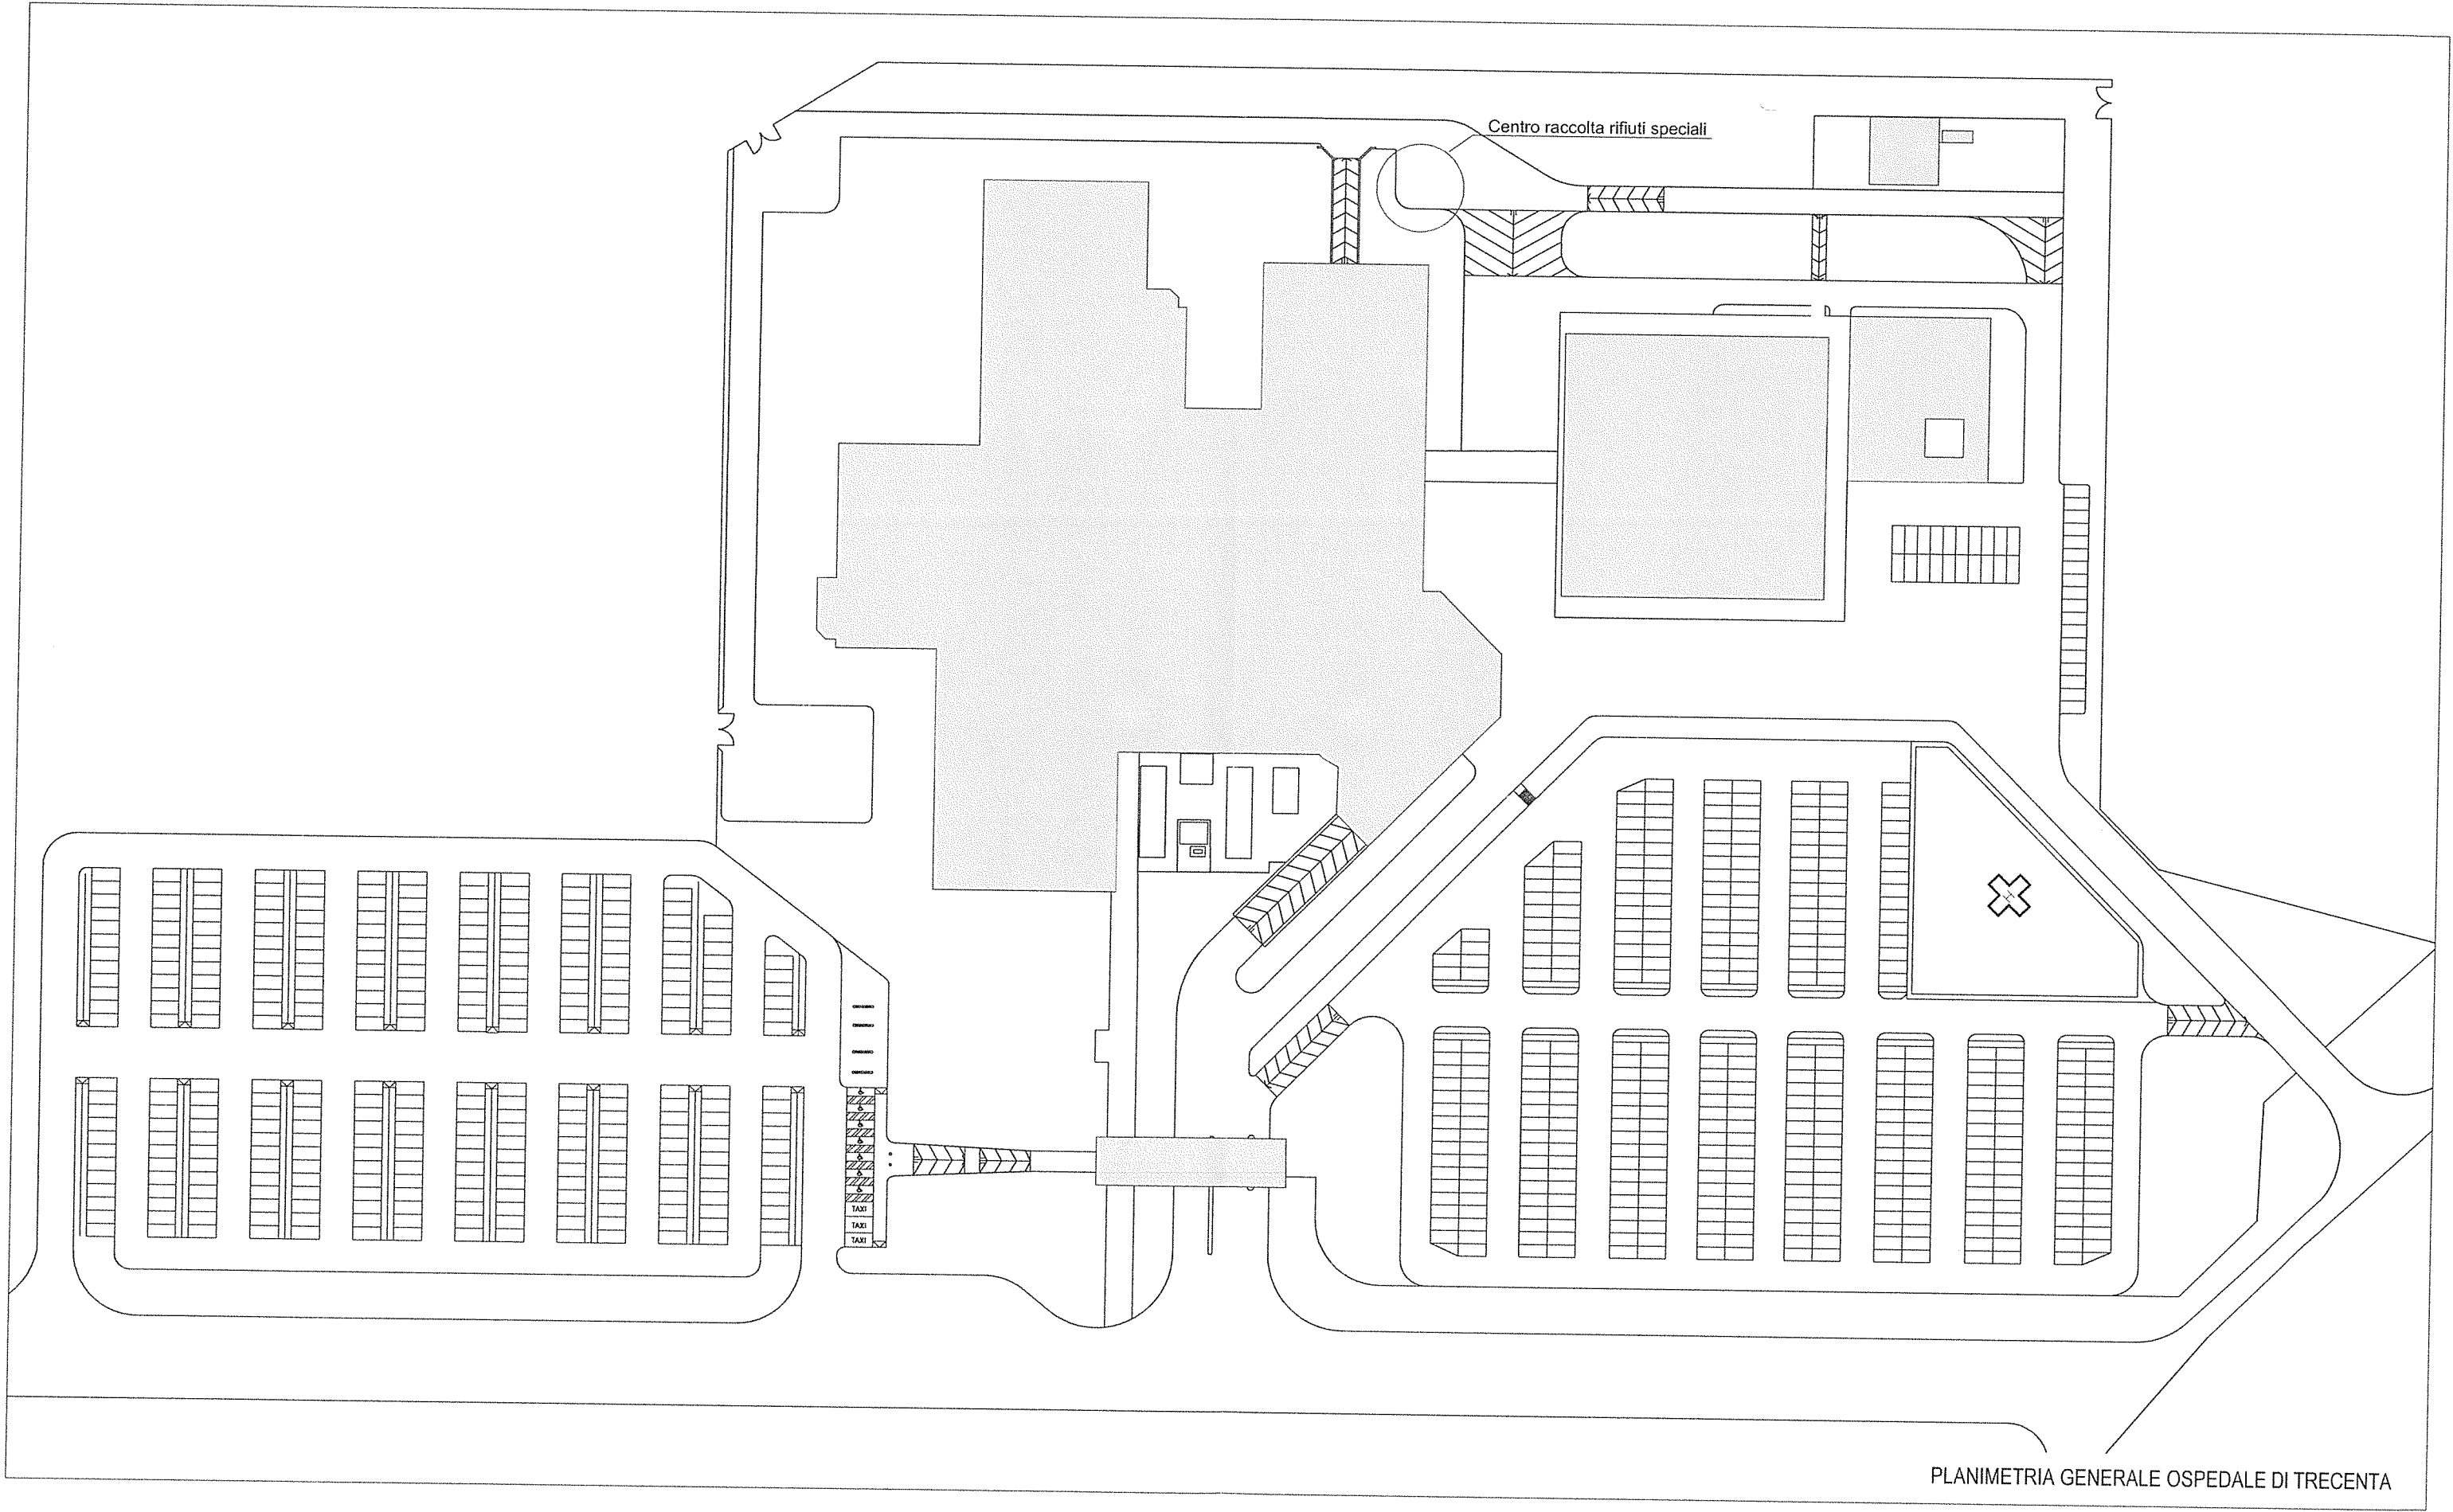 Centro raccolta rifiuti speciali
H
TAXI
TAXI
TAXI
PLANIMETRIA GENERALE OSPEDALE DI TRECENTA